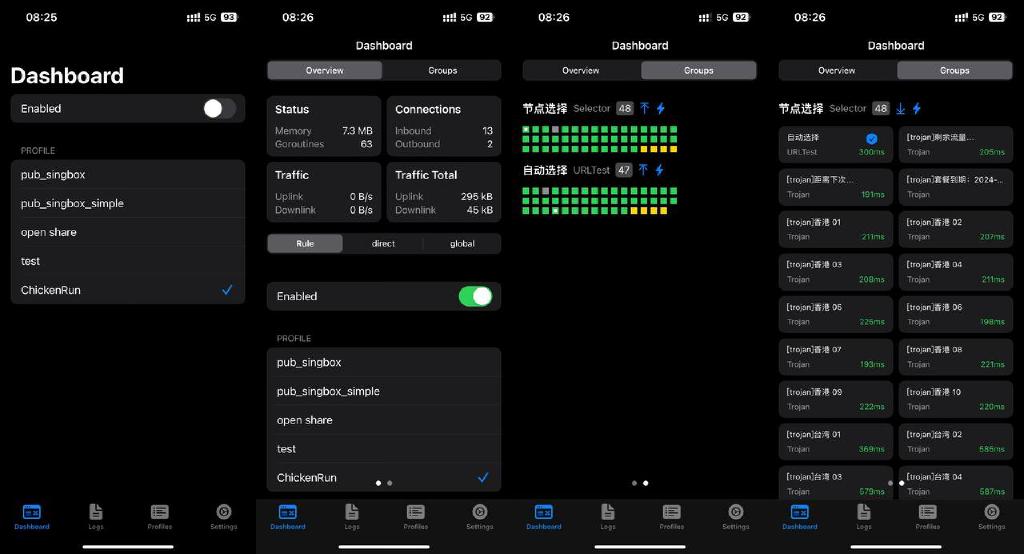 08:25
5G 93
Dashboard
Enabled
PROFILE
pub_singbox
pub_singbox_simple
open share
test
ChickenRun
Dashboard
Logs
Profiles
Settings
08:26
5G 92
Dashboard
Overview
Groups
Status
Memory 7.3 MB
Goroutines 63
Connections
Inbound 13
Outbound 2
Traffic
Uplink 0 B/s
Downlink 0 B/s
Traffic Total
Uplink 295 kB
Downlink 45 kB
Rule
direct
global
Enabled
PROFILE
pub_singbox
pub_singbox_simple
open share
test
ChickenRun
Dashboard
Logs
Profiles
Settings
08:26
5G 92
Dashboard
Overview
Groups
节点选择 Selector 48
自动选择 URLTest 47
Dashboard
Logs
Profiles
Settings
08:26
5G 92
Dashboard
Overview
Groups
节点选择 Selector 48
自动选择
URLTest 300ms
[trojan]剩余流量...
Trojan 205ms
[trojan]距离下次...
Trojan 191ms
[trojan]套餐到期：2024-...
Trojan
[trojan]香港 01
Trojan 211ms
[trojan]香港 02
Trojan 207ms
[trojan]香港 03
Trojan 208ms
[trojan]香港 04
Trojan 211ms
[trojan]香港 05
Trojan 225ms
[trojan]香港 06
Trojan 198ms
[trojan]香港 07
Trojan 193ms
[trojan]香港 08
Trojan 221ms
[trojan]香港 09
Trojan 222ms
[trojan]香港 10
Trojan 220ms
[trojan]台湾 01
Trojan 369ms
[trojan]台湾 02
Trojan 585ms
[trojan]台湾 03
Trojan 579ms
[trojan]台湾 04
Trojan 587ms
Dashboard
Logs
Profiles
Settings